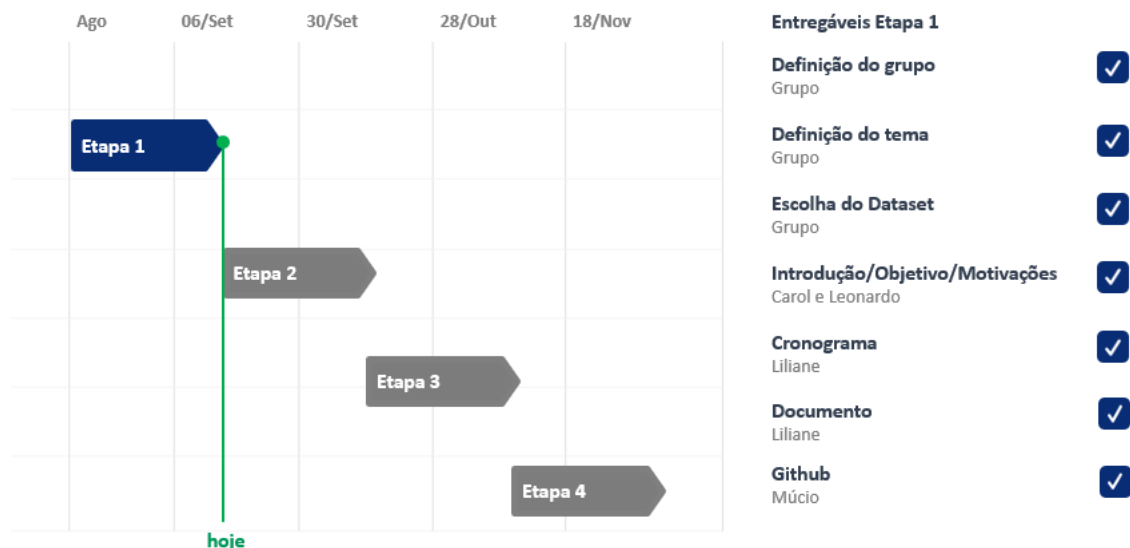 Ago 06/Set 30/Set 28/Out 18/Nov
Etapa 1
Etapa 2
Etapa 3
Etapa 4
hoje
Entregáveis Etapa 1
Definição do grupo
Grupo
Definição do tema
Grupo
Escolha do Dataset
Grupo
Introdução/Objetivo/Motivações
Carol e Leonardo
Cronograma
Liliane
Documento
Liliane
Github
Múcio